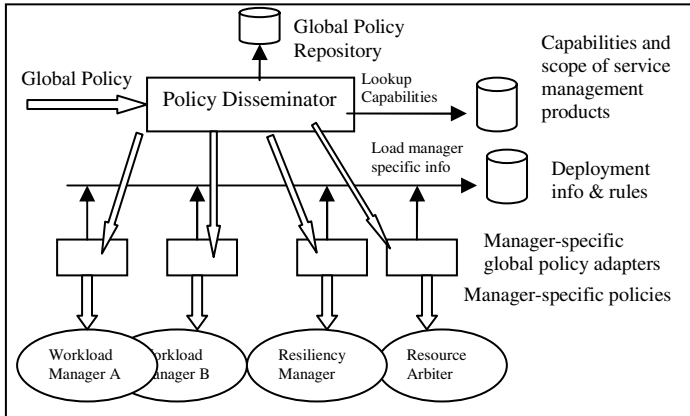 Global Policy
Repository
Capabilities and
scope of service
management
products
Global Policy
Policy Disseminator
Lookup
Capabilities
Load manager
specific info
Deployment
info & rules
Manager-specific
global policy adapters
Manager-specific policies
Workload
Manager A
orkload
anager B
Resiliency
Manager
Resource
Arbiter